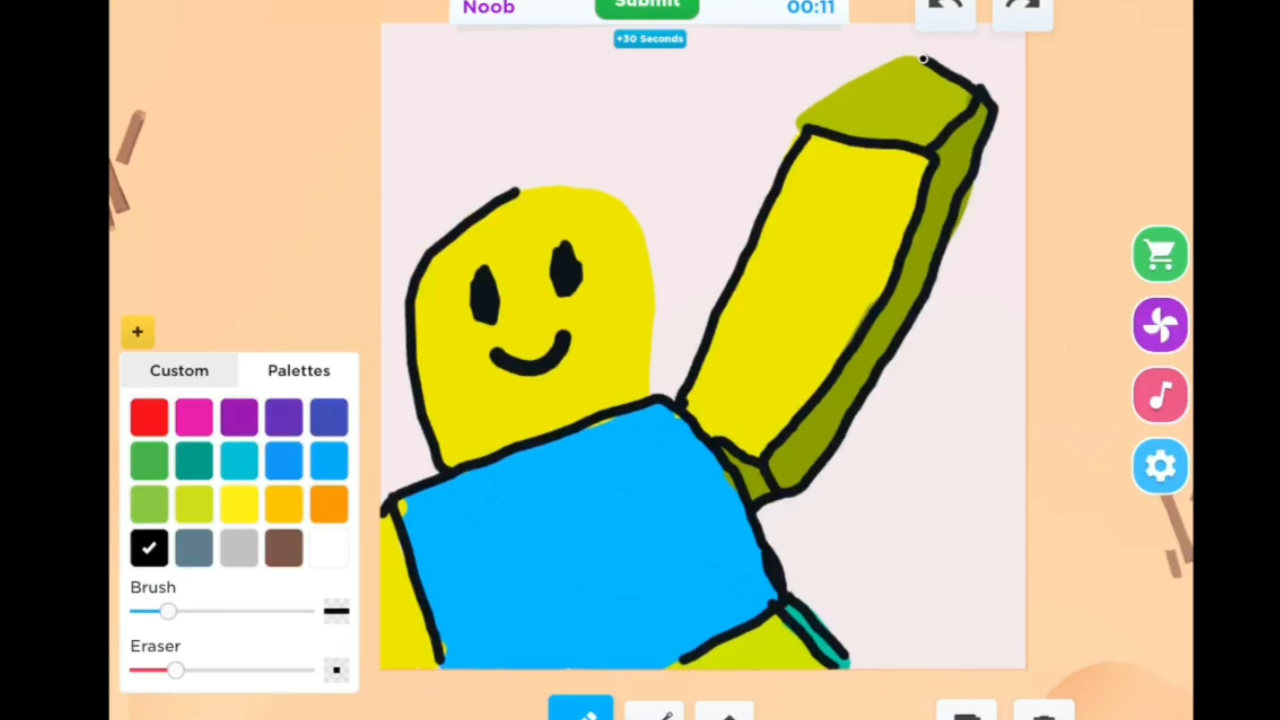 Noob
Submit
00:11
+30 Seconds
+
Custom
Palettes
Brush
Eraser